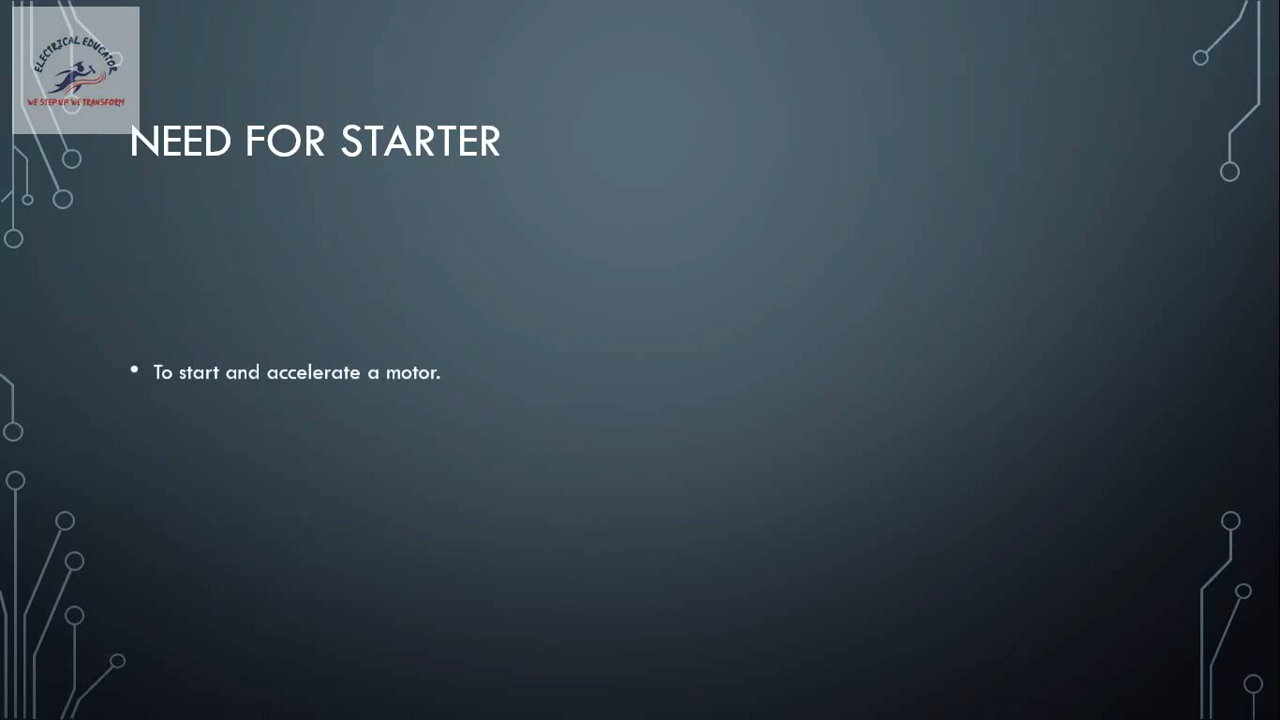 ELECTRICAL EDUCATOR
WE STEP UP WE TRANSFORM
NEED FOR STARTER
• To start and accelerate a motor.